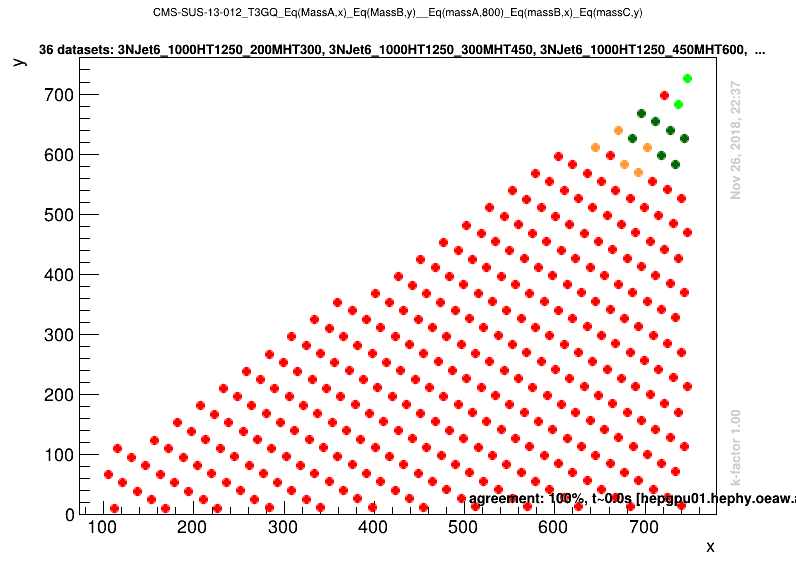 CMS-SUS-13-012_T3GQ_Eq(MassA,x)_Eq(MassB,y)__Eq(massA,800)_Eq(massB,x)_Eq(massC,y)
36 datasets: 3NJet6_1000HT1250_200MHT300, 3NJet6_1000HT1250_300MHT450, 3NJet6_1000HT1250_450MHT600, ...
y
700
600
500
400
300
200
100
0
Nov 26, 2018, 22:37
k-factor 1.00
agreement: 100%, t~0.0s [hepgpu01.hephy.oeaw.a
100 200 300 400 500 600 700
x